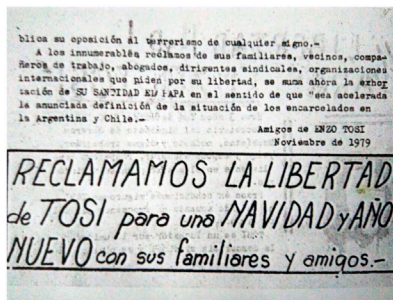 blica su oposición al terrorismo de cualquier signo.-
A los innumerables reclamos de sus familiares, vecinos, compa-
ñeros de trabajo, abogados, dirigentes sindicales, organizaciones
internacionales que piden por su libertad, se suma ahora la exhor
tación de SU SANTIDAD EL PAPA en el sentido de que "sea acelerada
la anunciada definición de la situación de los encarcelados en
la Argentina y Chile.-
Amigos de ENZO TOSI
Noviembre de 1979
RECLAMAMOS LA LIBERTAD
de TOSI para una NAVIDAD y AÑO
NUEVO con sus familiares y amigos.-